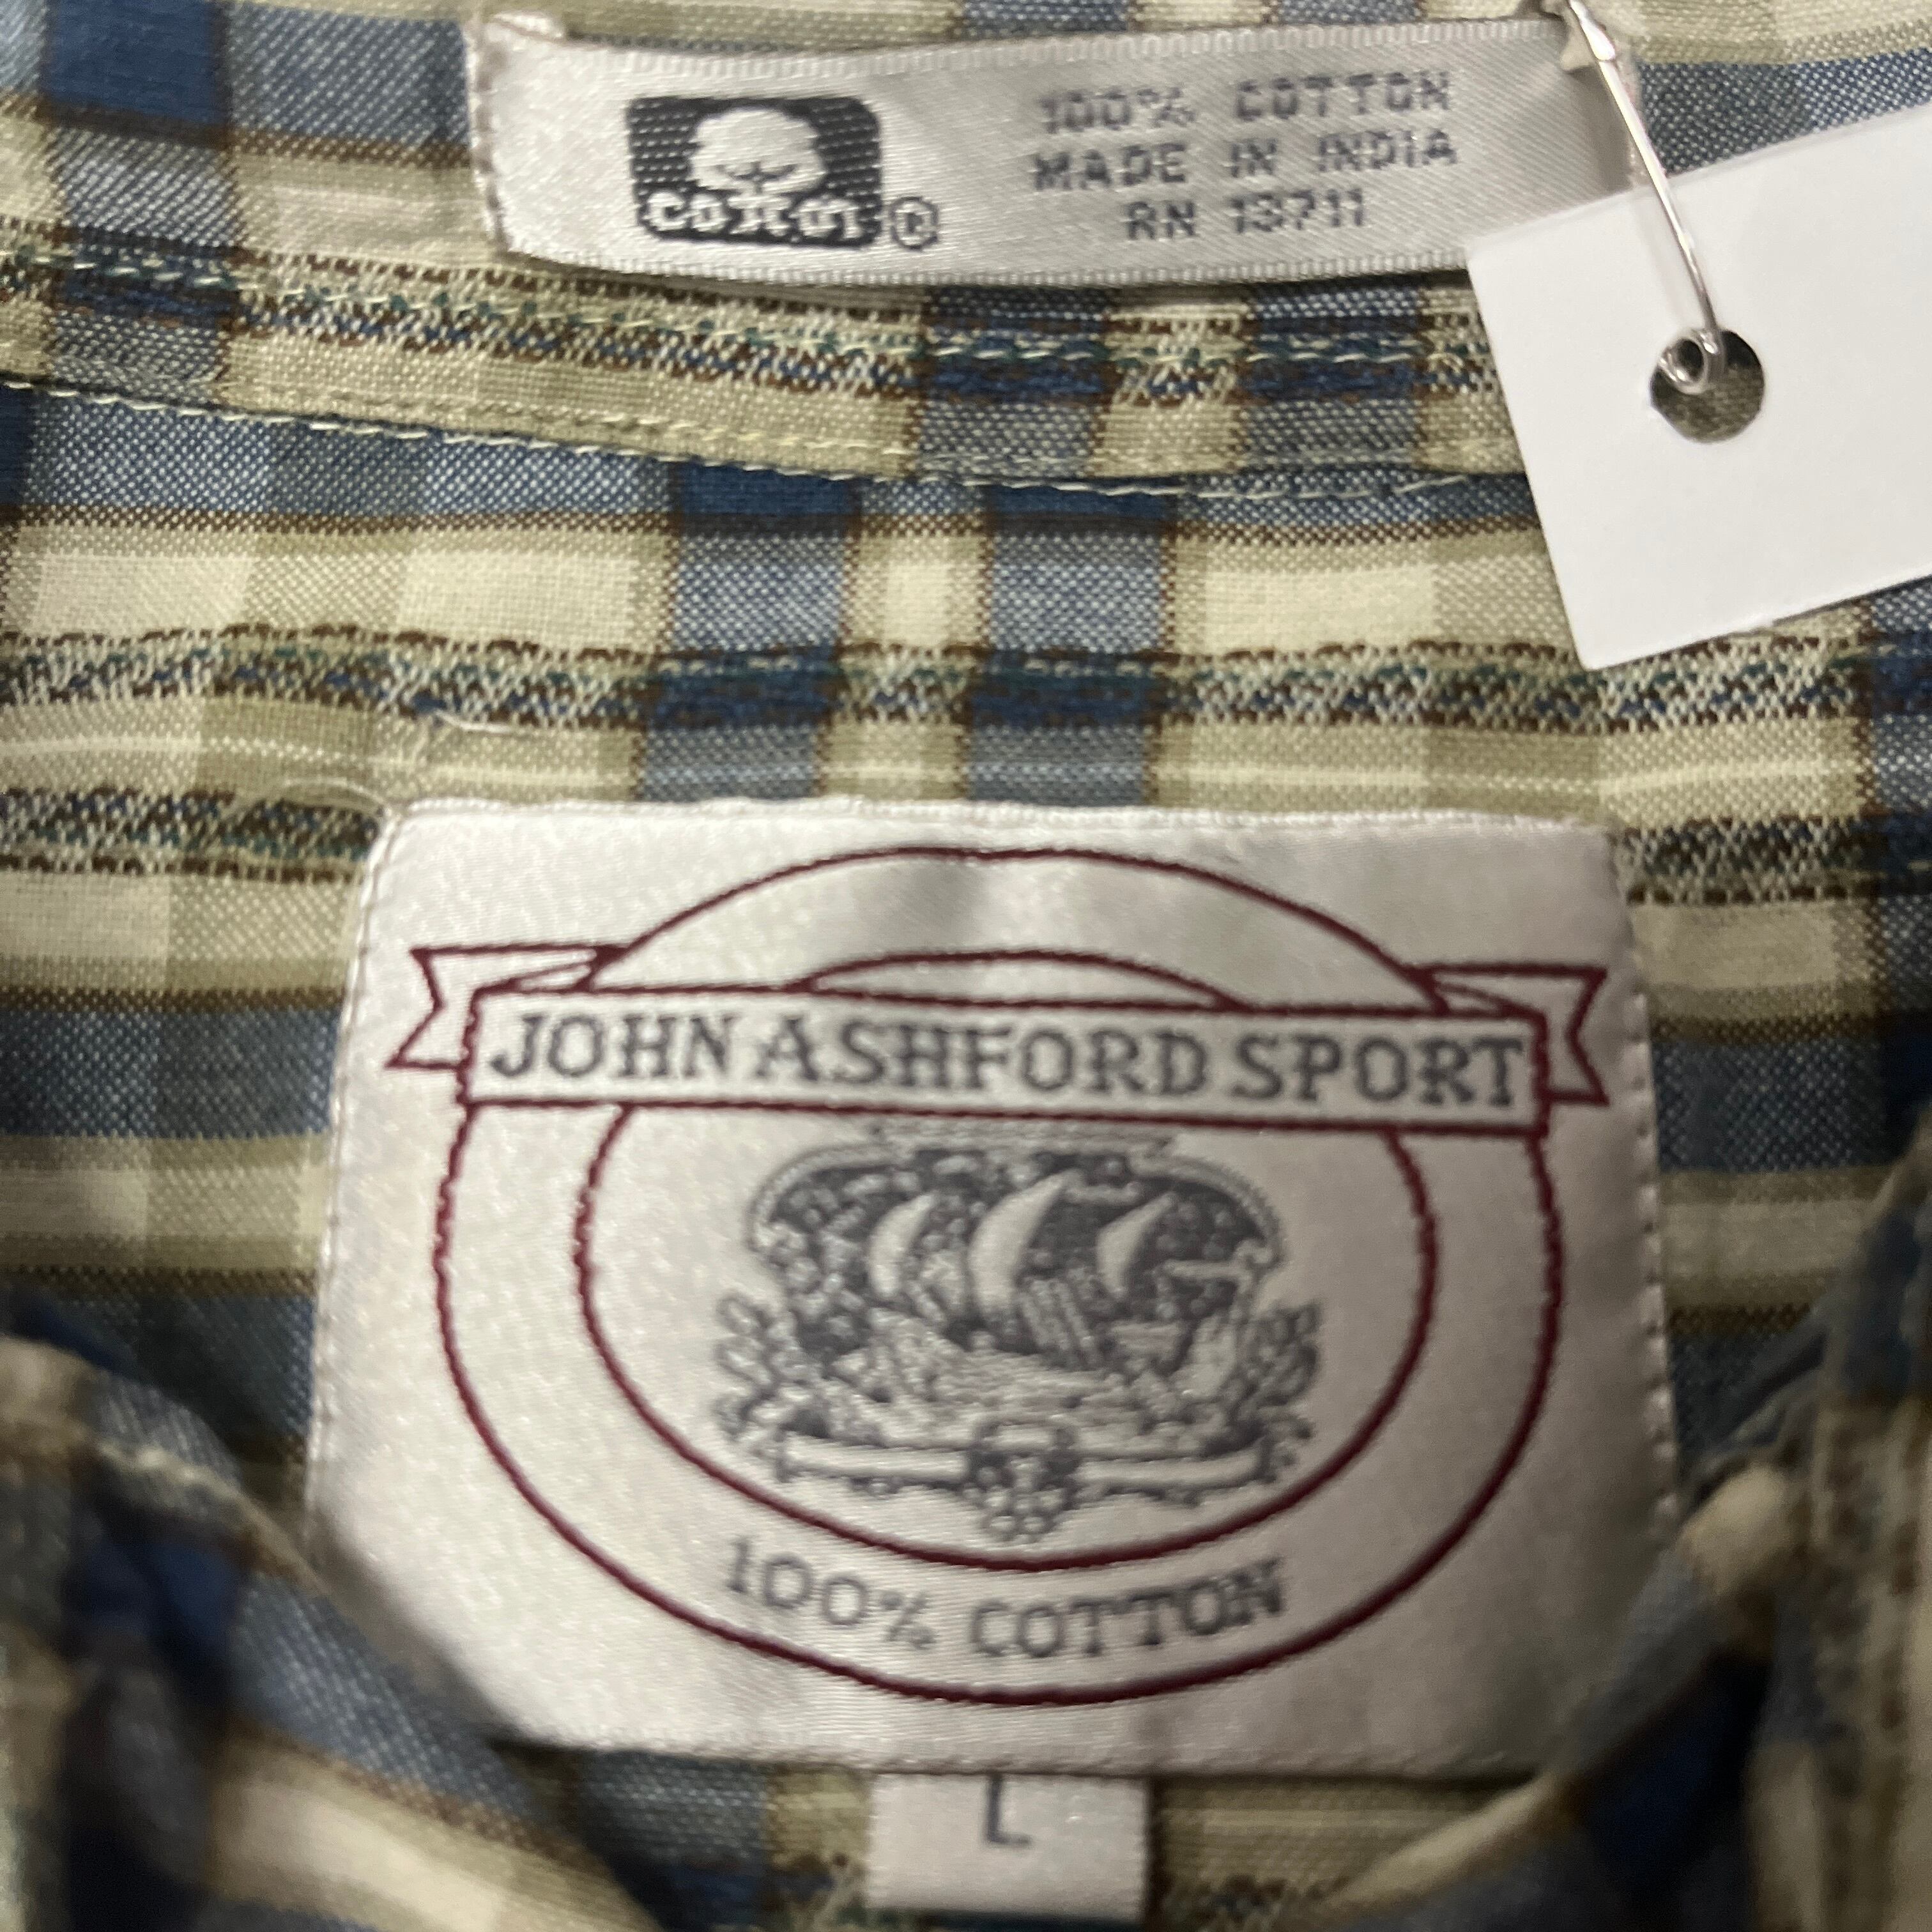 cotton®
100% COTTON
MADE IN INDIA
RN 13711
JOHN ASHFORD SPORT
100% COTTON
L